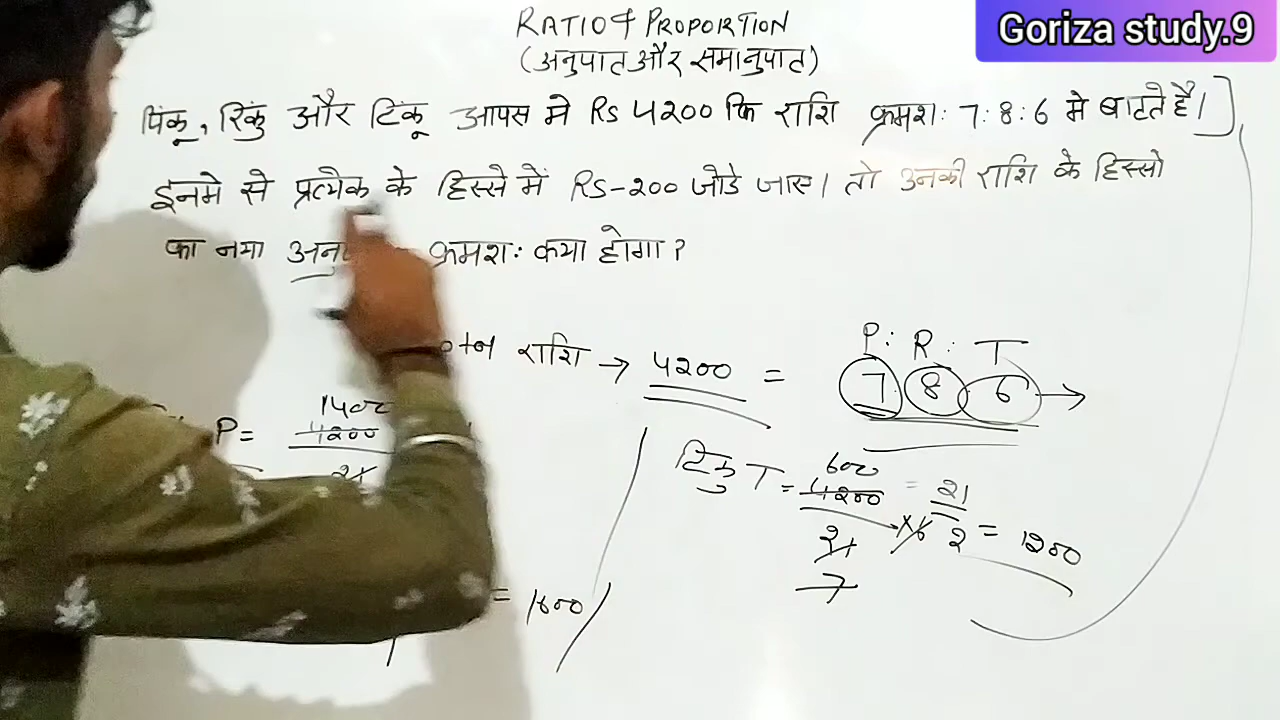 Goriza study.9
RATIO & PROPORTION
(अनुपात और समानुपात)
पिंकू, रिंकु और टिंकू आपस मे Rs 4200 कि राशि क्रमश: 7:8:6 मे बाटते है।
इनमे से प्रत्येक के हिस्से में RS-200 जोडे जाए। तो उनकी राशि के हिस्सो
का नया क्रमश: क्या होगा?
राशि → 4200 = 7 8 6 →
P: R: T
P = 1400 4200 21
टिंकु T = 600 4200 = 21
21 × 6 2 = 1200
7
= 1600